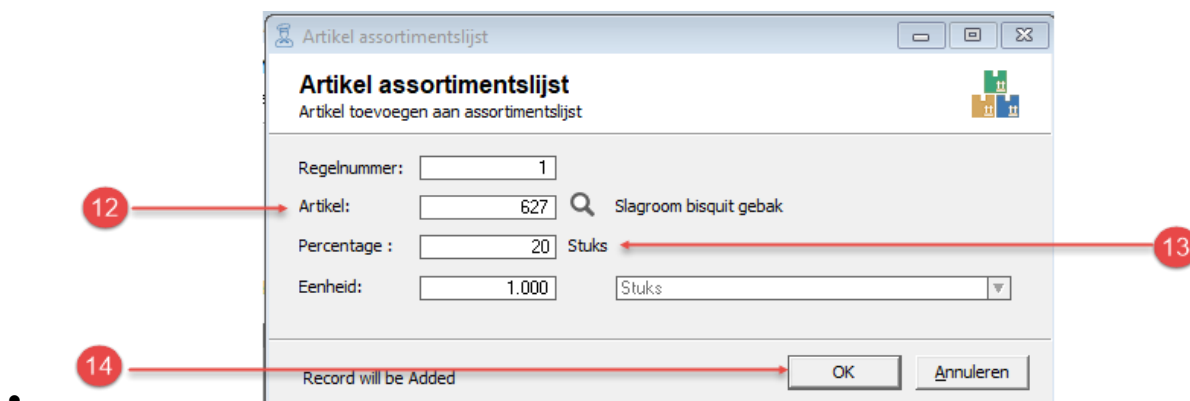 Artikel assortimentslijst
Artikel assortimentslijst
Artikel toevoegen aan assortimentslijst
Regelnummer: 1
12 Artikel: 627 Slagroom bisquit gebak
Percentage : 20 Stuks 13
Eenheid: 1.000 Stuks
14 Record will be Added OK Annuleren